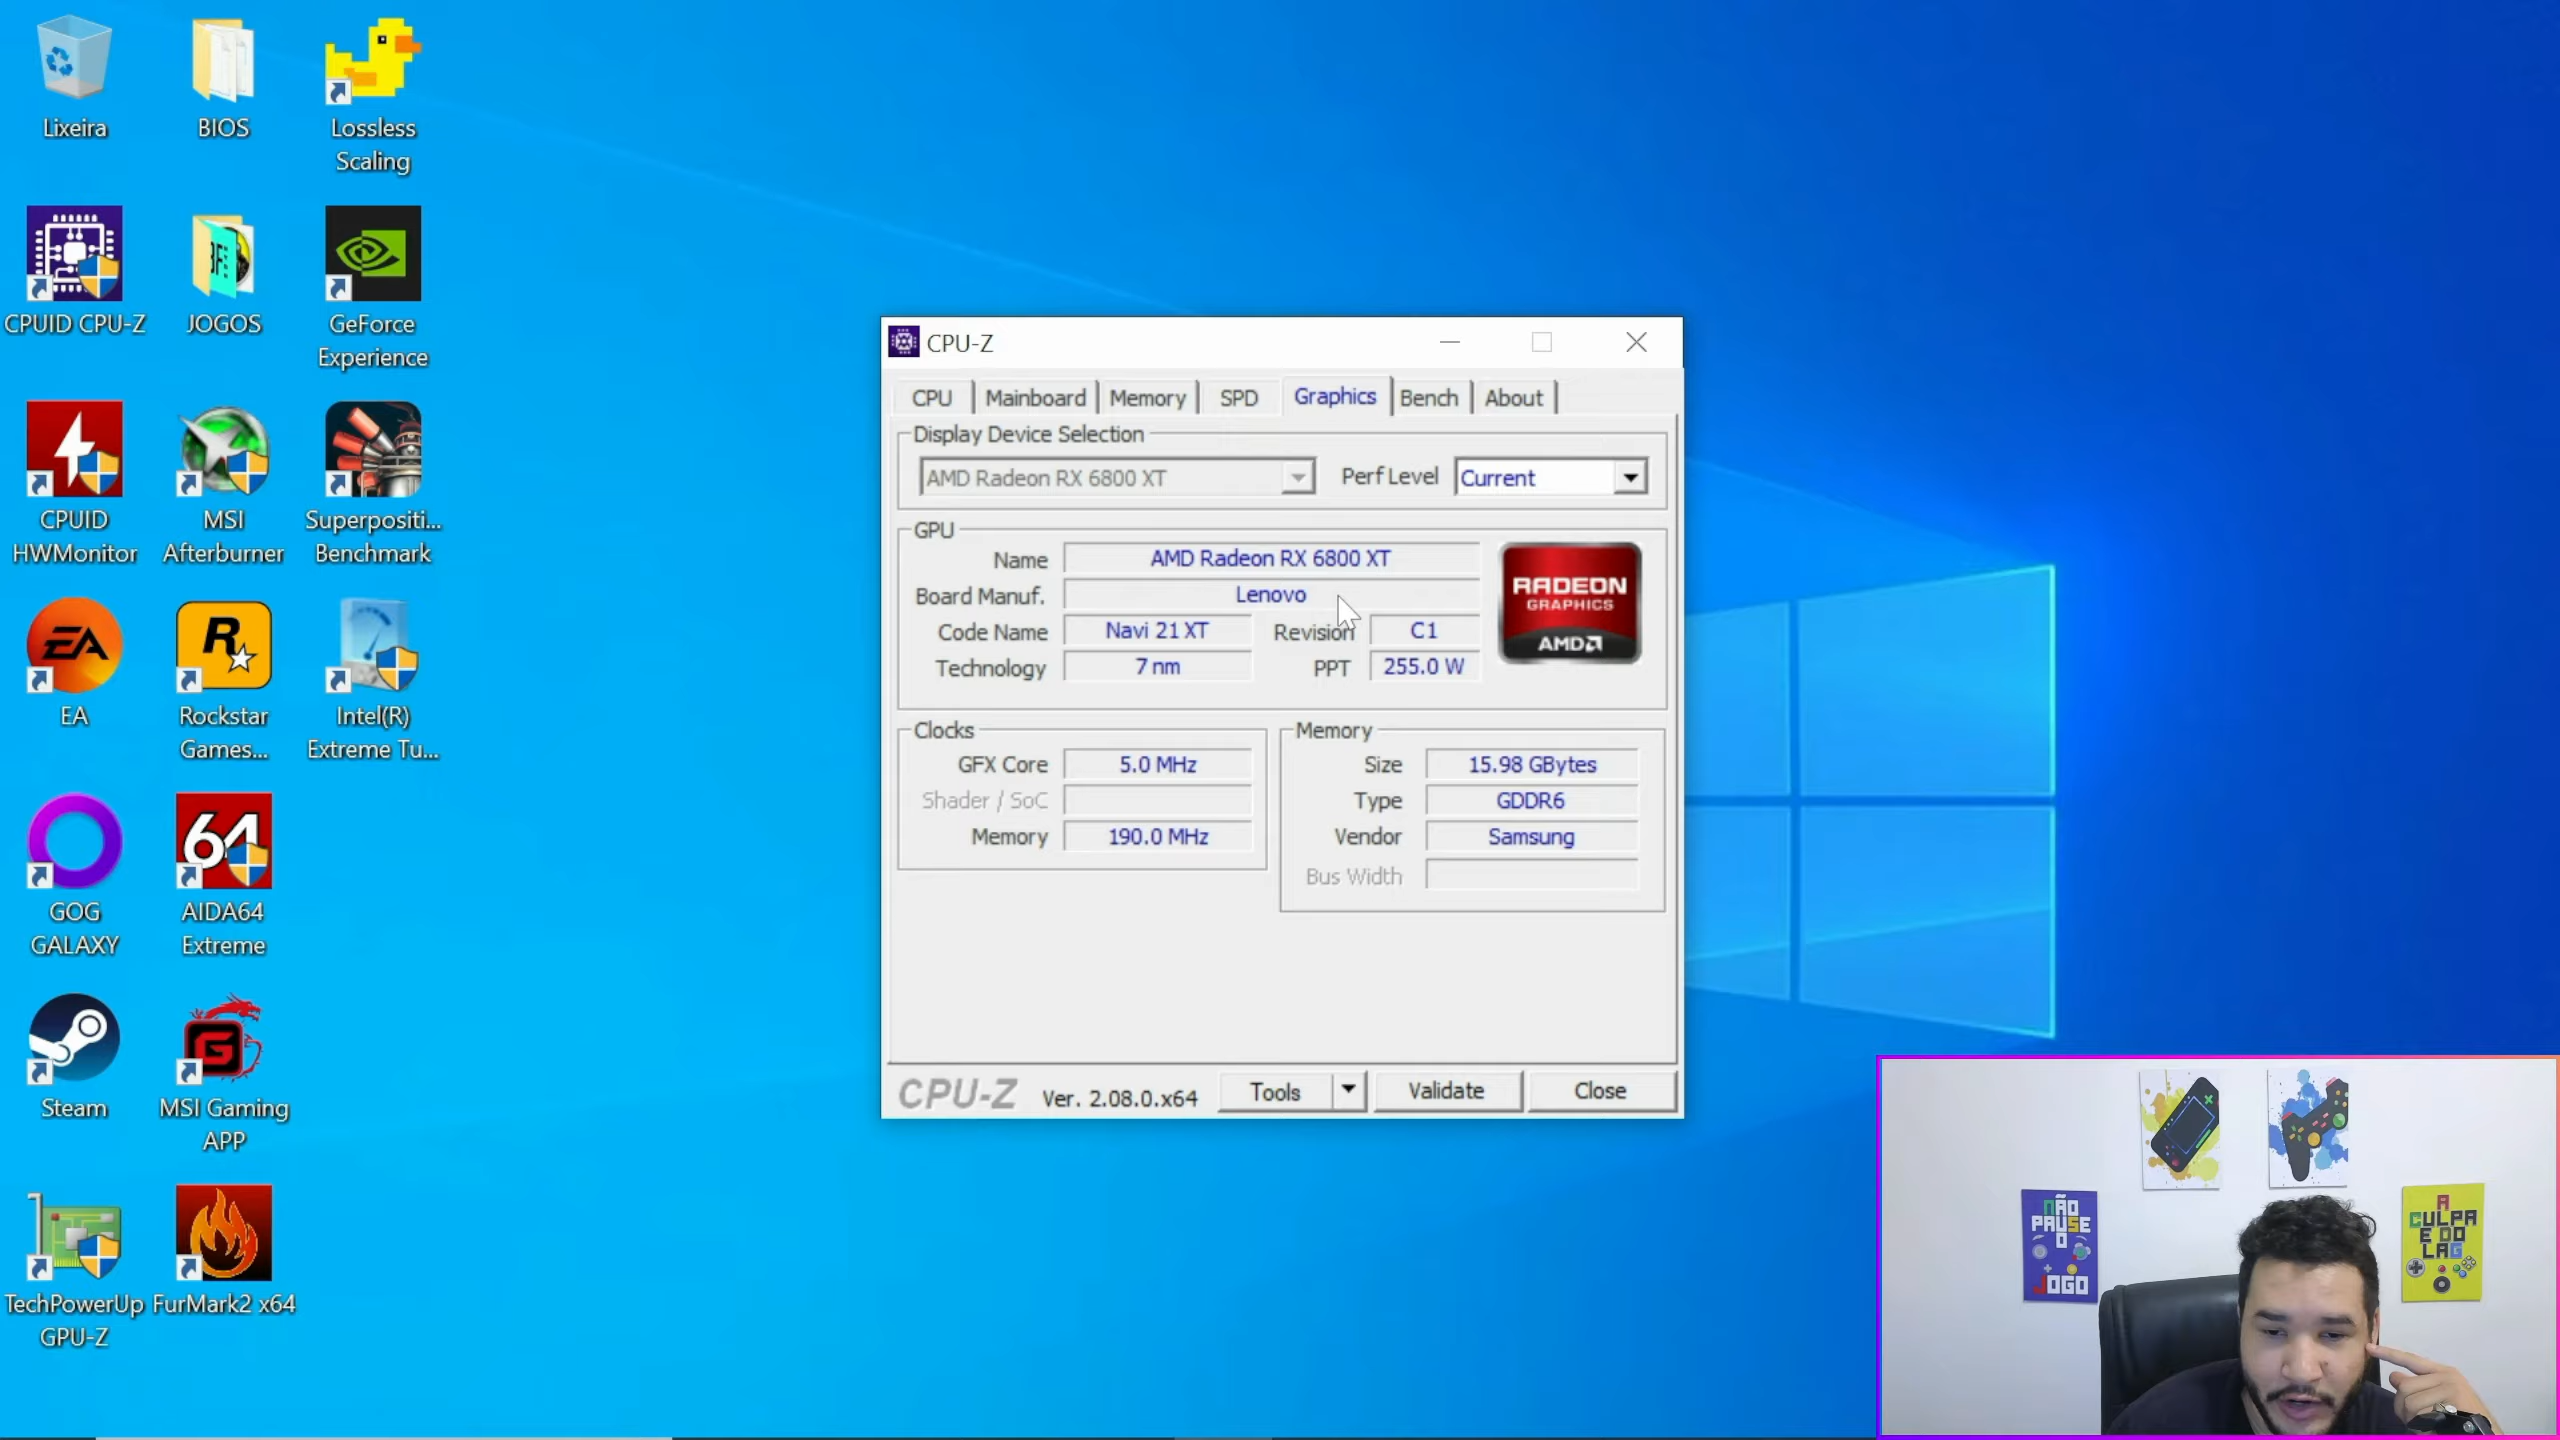 Lixeira
BIOS
Lossless
Scaling
CPUID CPU-Z
JOGOS
GeForce
Experience
CPUID
HWMonitor
MSI
Afterburner
Superpositi...
Benchmark
EA
EA
R
Rockstar
Games...
Intel(R)
Extreme Tu...
GOG
GALAXY
64
AIDA64
Extreme
Steam
G
MSI Gaming
APP
TechPowerUp
GPU-Z
FurMark2 x64
CPU-Z
CPU Mainboard Memory SPD Graphics Bench About
Display Device Selection
AMD Radeon RX 6800 XT Perf Level Current
GPU
Name AMD Radeon RX 6800 XT
Board Manuf. Lenovo
Code Name Navi 21 XT Revision C1
Technology 7 nm PPT 255.0 W
RADEON
GRAPHICS
AMD
Clocks
GFX Core 5.0 MHz
Shader / SoC
Memory 190.0 MHz
Memory
Size 15.98 GBytes
Type GDDR6
Vendor Samsung
Bus Width
CPU-Z Ver. 2.08.0.x64 Tools Validate Close
NÃO
PAUSE
O
JOGO
A
CULPA
E DO
LAG